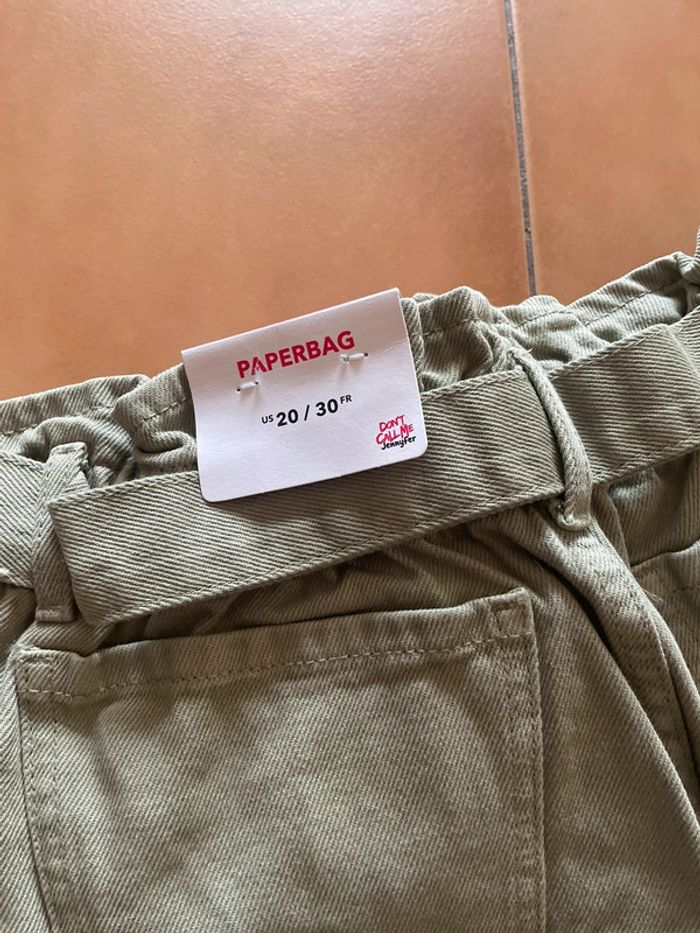 PAPERBAG
US 20 / 30 FR
DON'T
CALL ME
Jennyfer